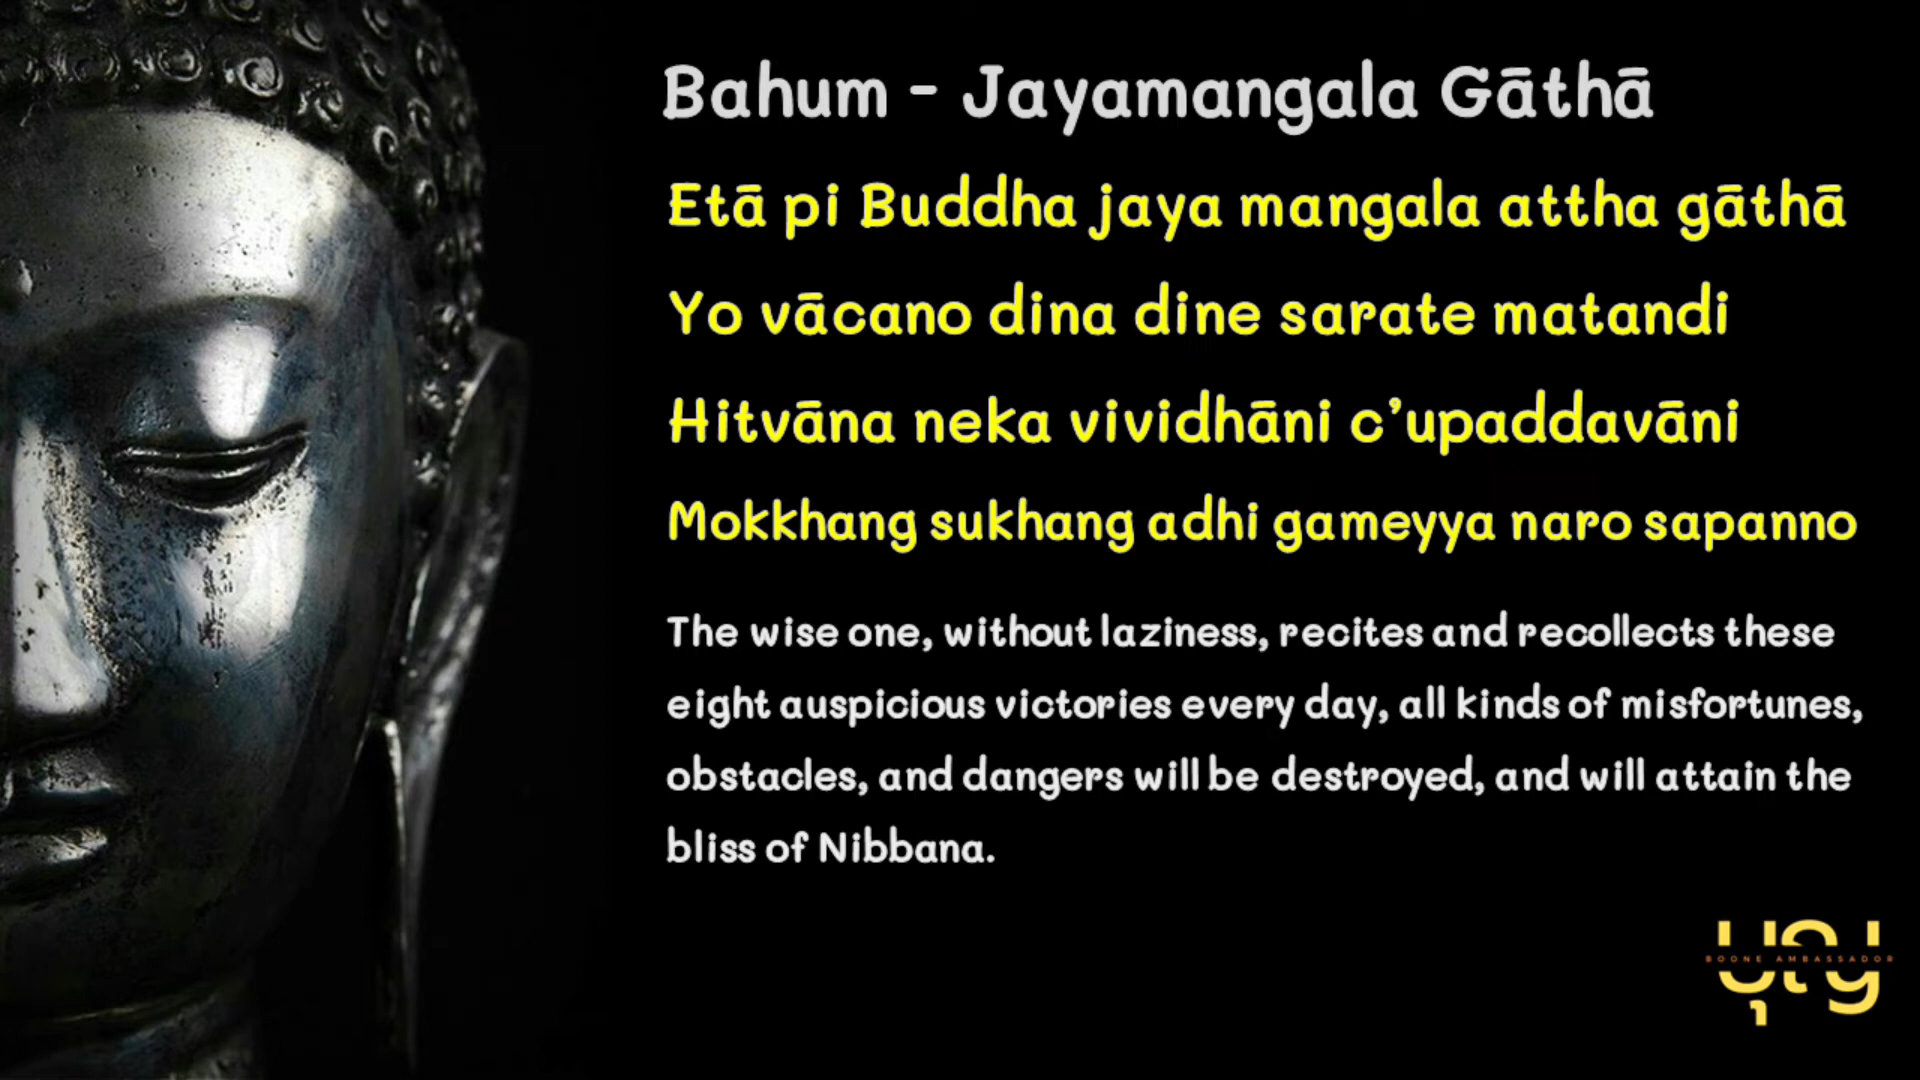 Bahum - Jayamangala Gāthā
Etā pi Buddha jaya mangala attha gāthā
Yo vācano dina dine sarate matandi
Hitvāna neka vividhāni c’upaddavāni
Mokkhang sukhang adhi gameyya naro sapanno
The wise one, without laziness, recites and recollects these
eight auspicious victories every day, all kinds of misfortunes,
obstacles, and dangers will be destroyed, and will attain the
bliss of Nibbana.
BOONE AMBASSADOR